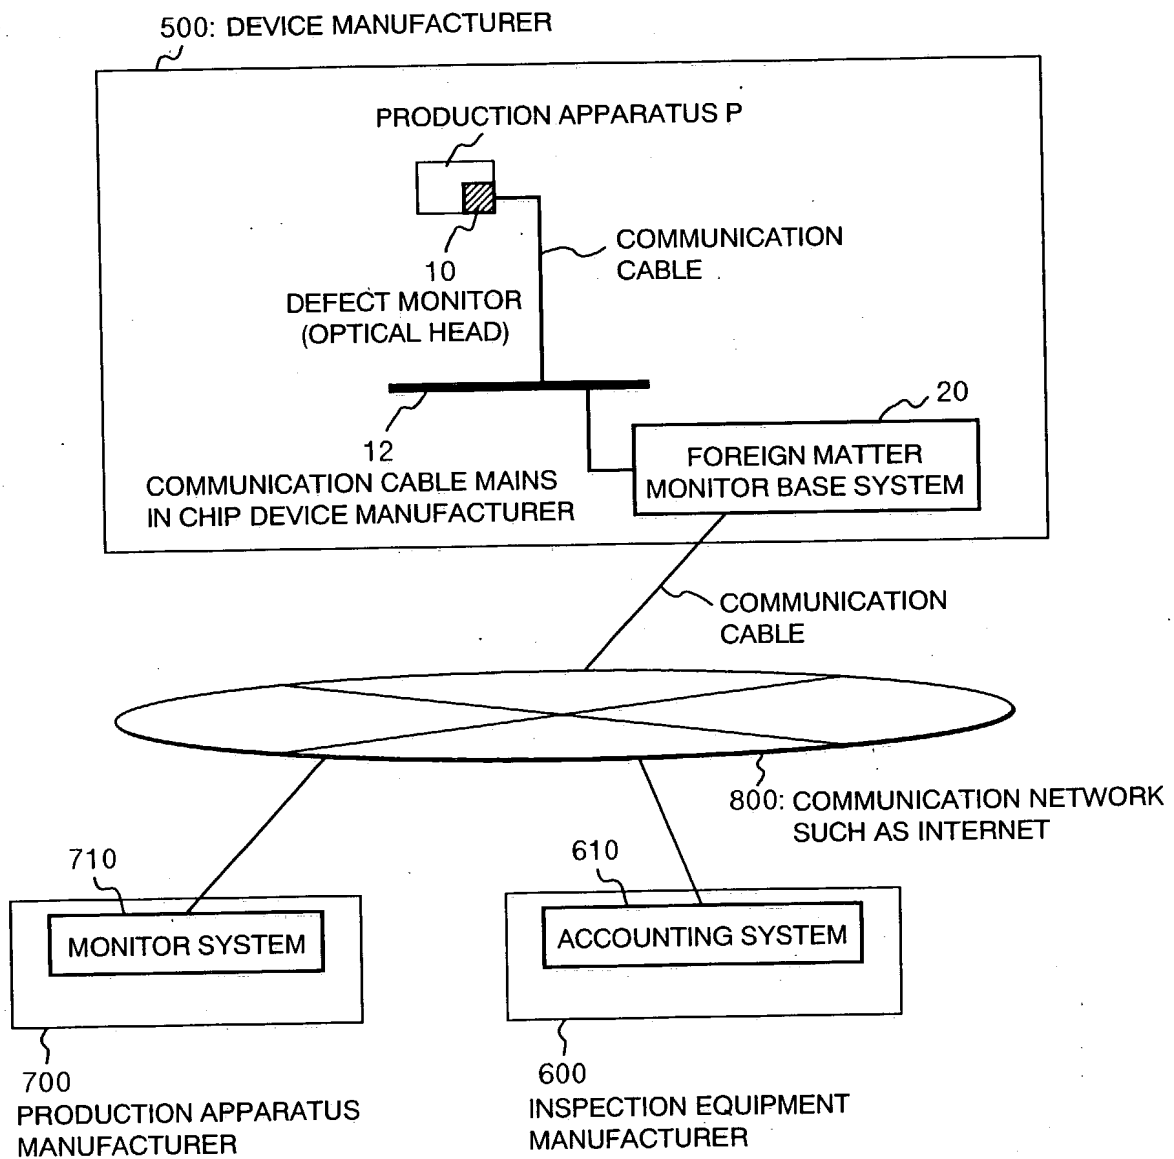 500: DEVICE MANUFACTURER
PRODUCTION APPARATUS P
COMMUNICATION
CABLE
10
DEFECT MONITOR
(OPTICAL HEAD)
20
12
COMMUNICATION CABLE MAINS
IN CHIP DEVICE MANUFACTURER
FOREIGN MATTER
MONITOR BASE SYSTEM
COMMUNICATION
CABLE
800: COMMUNICATION NETWORK
SUCH AS INTERNET
710
MONITOR SYSTEM
610
ACCOUNTING SYSTEM
700
PRODUCTION APPARATUS
MANUFACTURER
600
INSPECTION EQUIPMENT
MANUFACTURER